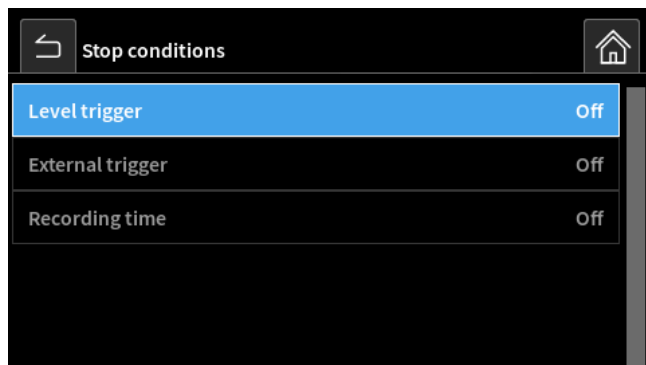 Stop conditions
Level trigger Off
External trigger Off
Recording time Off